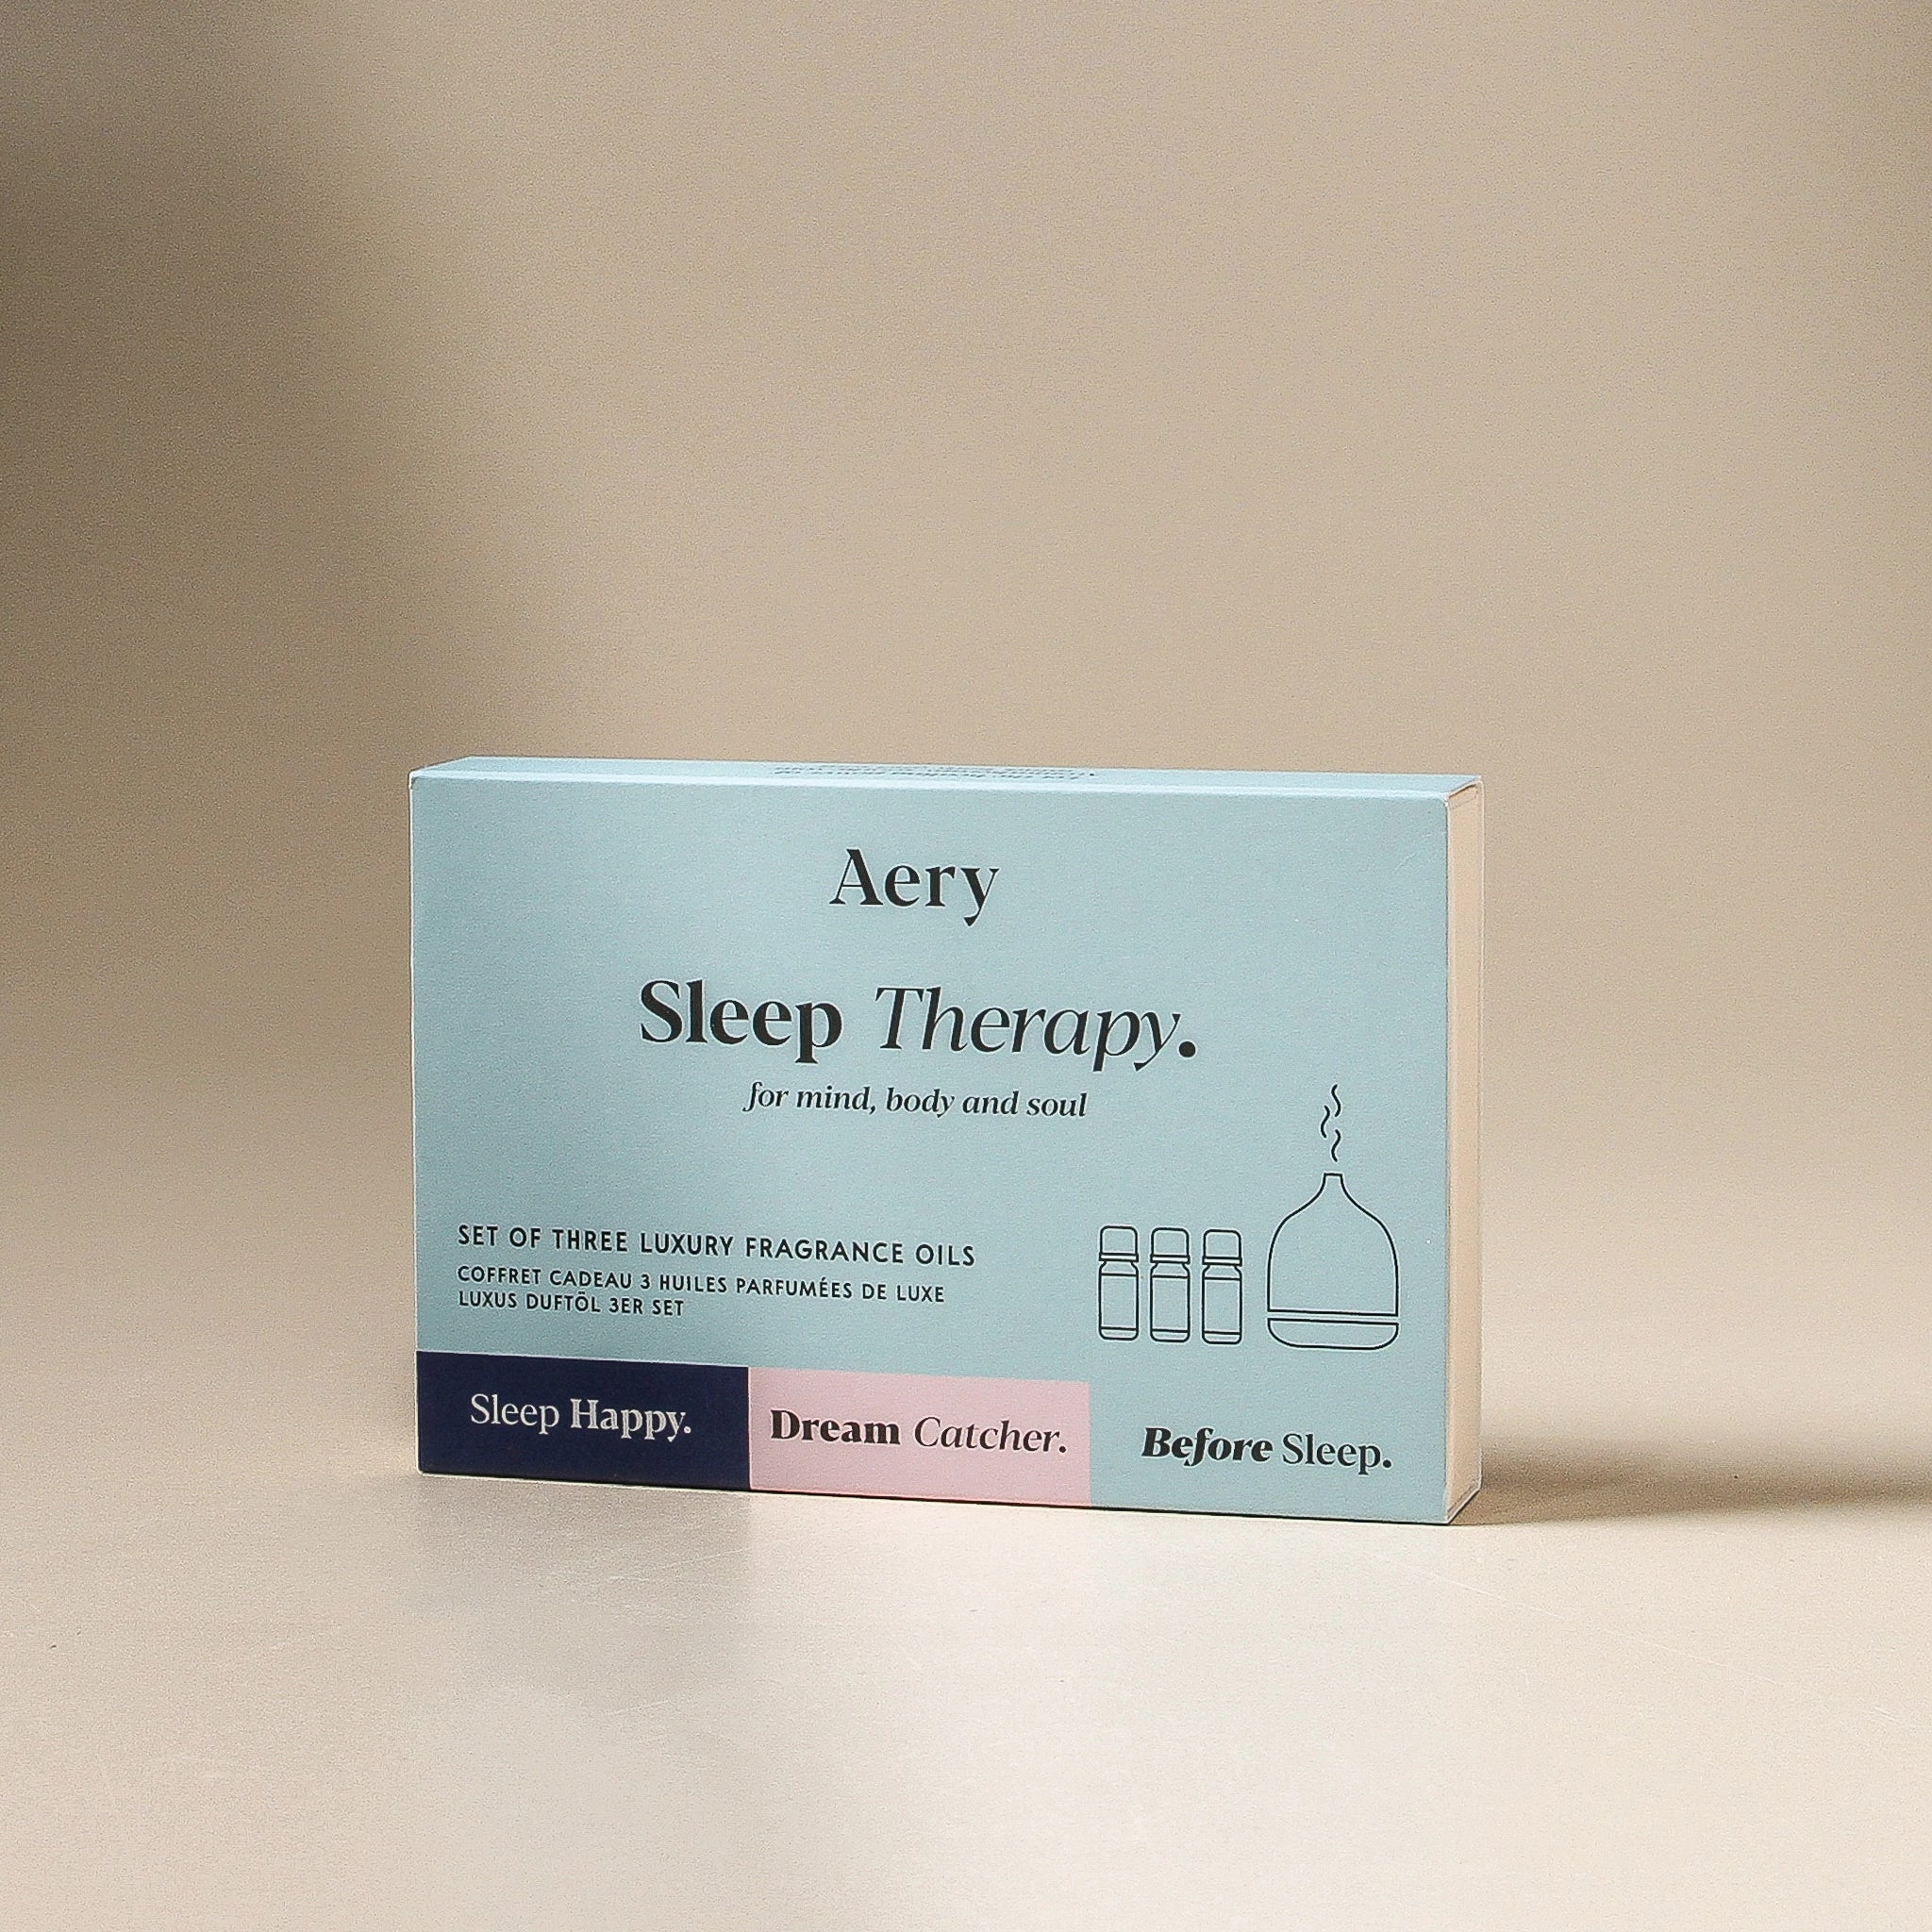 Aery
Sleep Therapy.
for mind, body and soul
SET OF THREE LUXURY FRAGRANCE OILS
COFFRET CADEAU 3 HUILES PARFUMÉES DE LUXE
LUXUS DUFTÖL 3ER SET
Sleep Happy.
Dream Catcher.
Before Sleep.